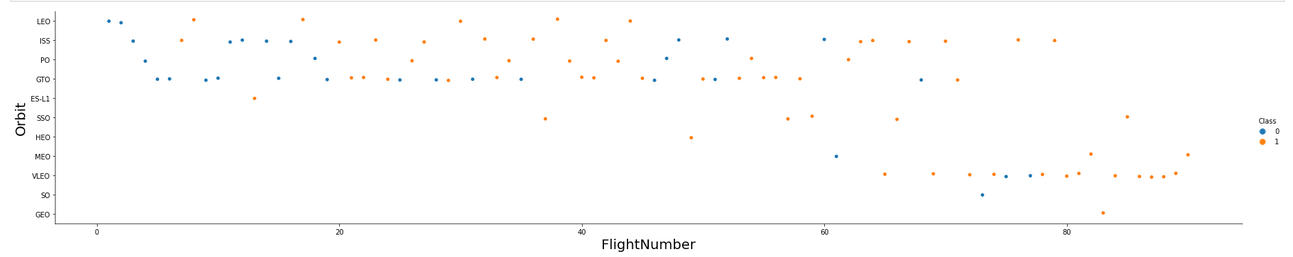 LEO
ISS
PO
GTO
ES-L1
SSO
HEO
MEO
VLEO
SO
GEO
Orbit
0 20 40 60 80
FlightNumber
Class
0
1